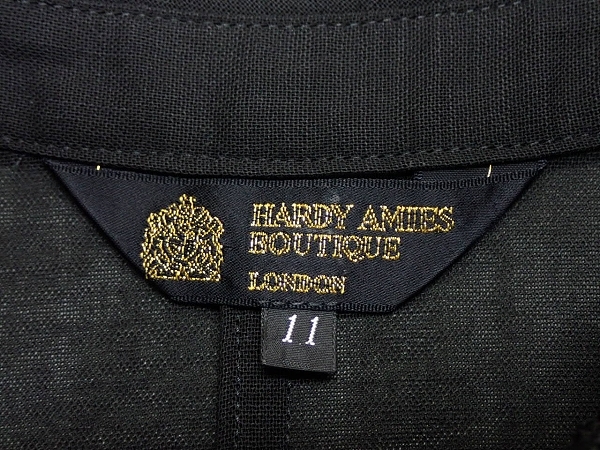 HARDY AMIES
BOUTIQUE
LONDON
11